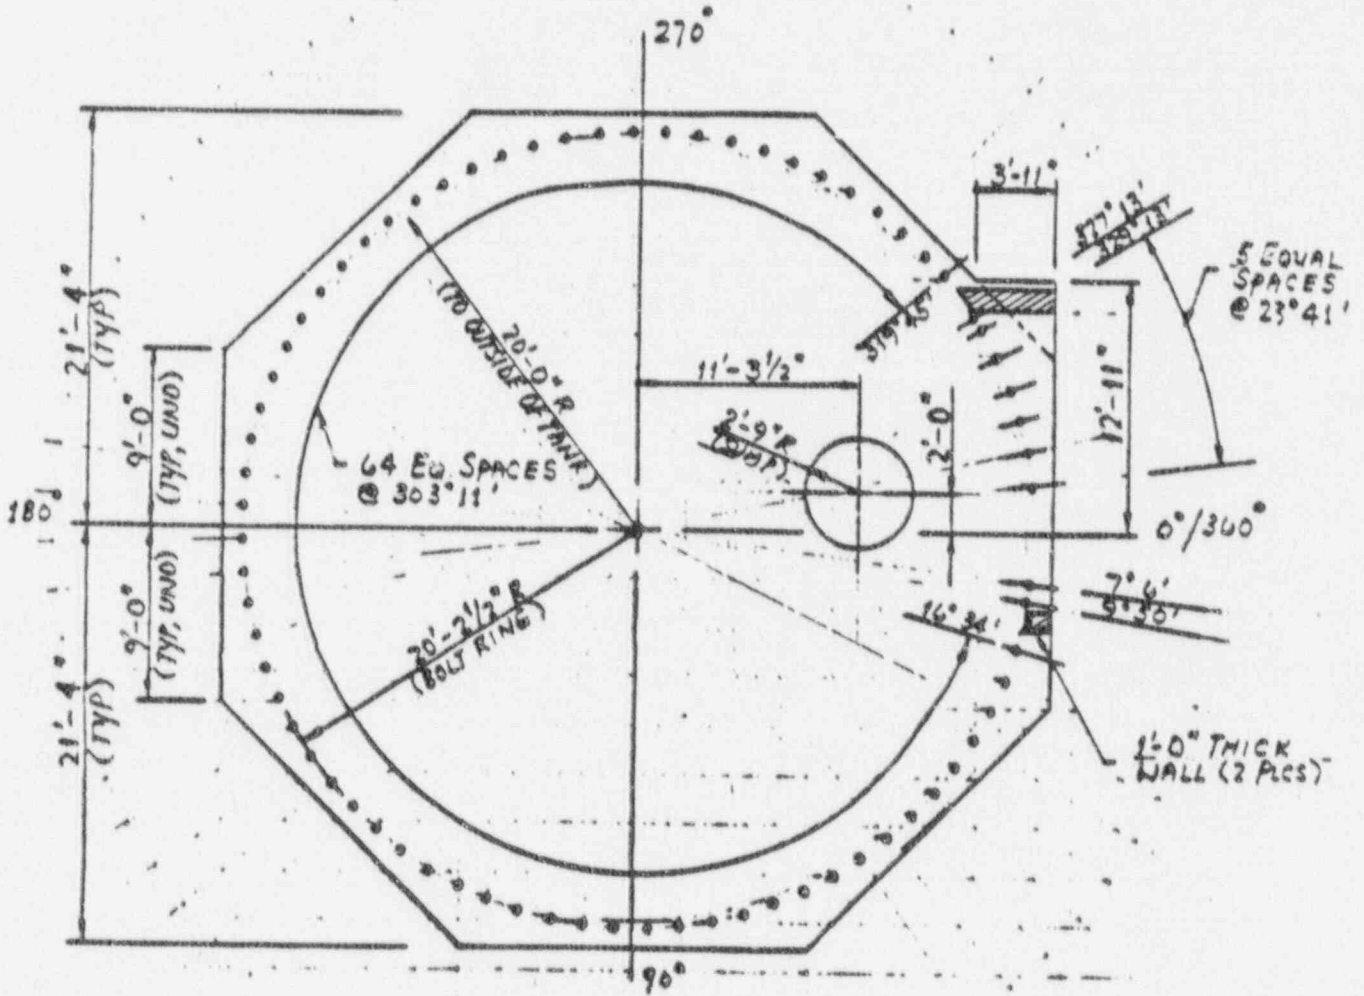 270°
3'-11"
329°13'
5 EQUAL
SPACES
@ 23°41'
21'-4"
(TYP)
20'-0" R
(TO OUTSIDE OF TANK)
11'-3 1/2"
2'-0"
12'-11"
2'-9" R
9'-0"
(TYP, UNO)
64 EQ. SPACES
@ 303°11'
180°
0°/360°
9'-0"
(TYP, UNO)
20'-2 1/2" R
(BOLT RING)
7°6'
9°30'
21'-4"
(TYP)
1'-0" THICK
WALL (2 PLCS)
90°